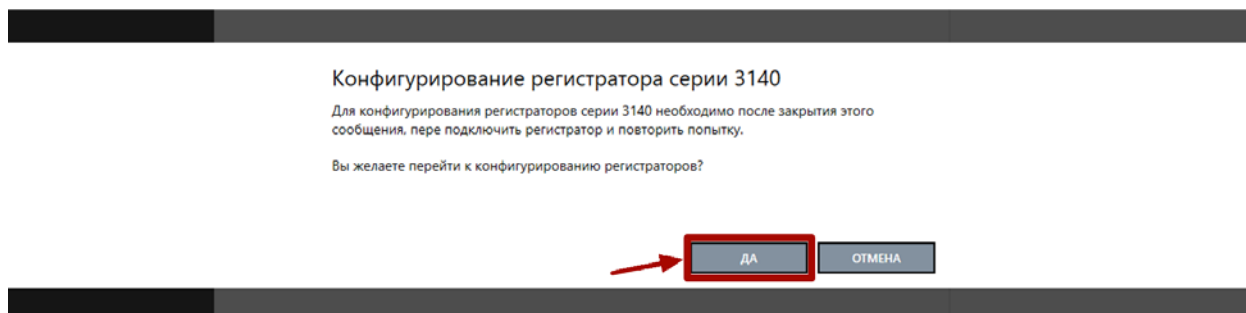 Конфигурирование регистратора серии 3140
Для конфигурирования регистраторов серии 3140 необходимо после закрытия этого
сообщения, пере подключить регистратор и повторить попытку.
Вы желаете перейти к конфигурированию регистраторов?
ДА
ОТМЕНА